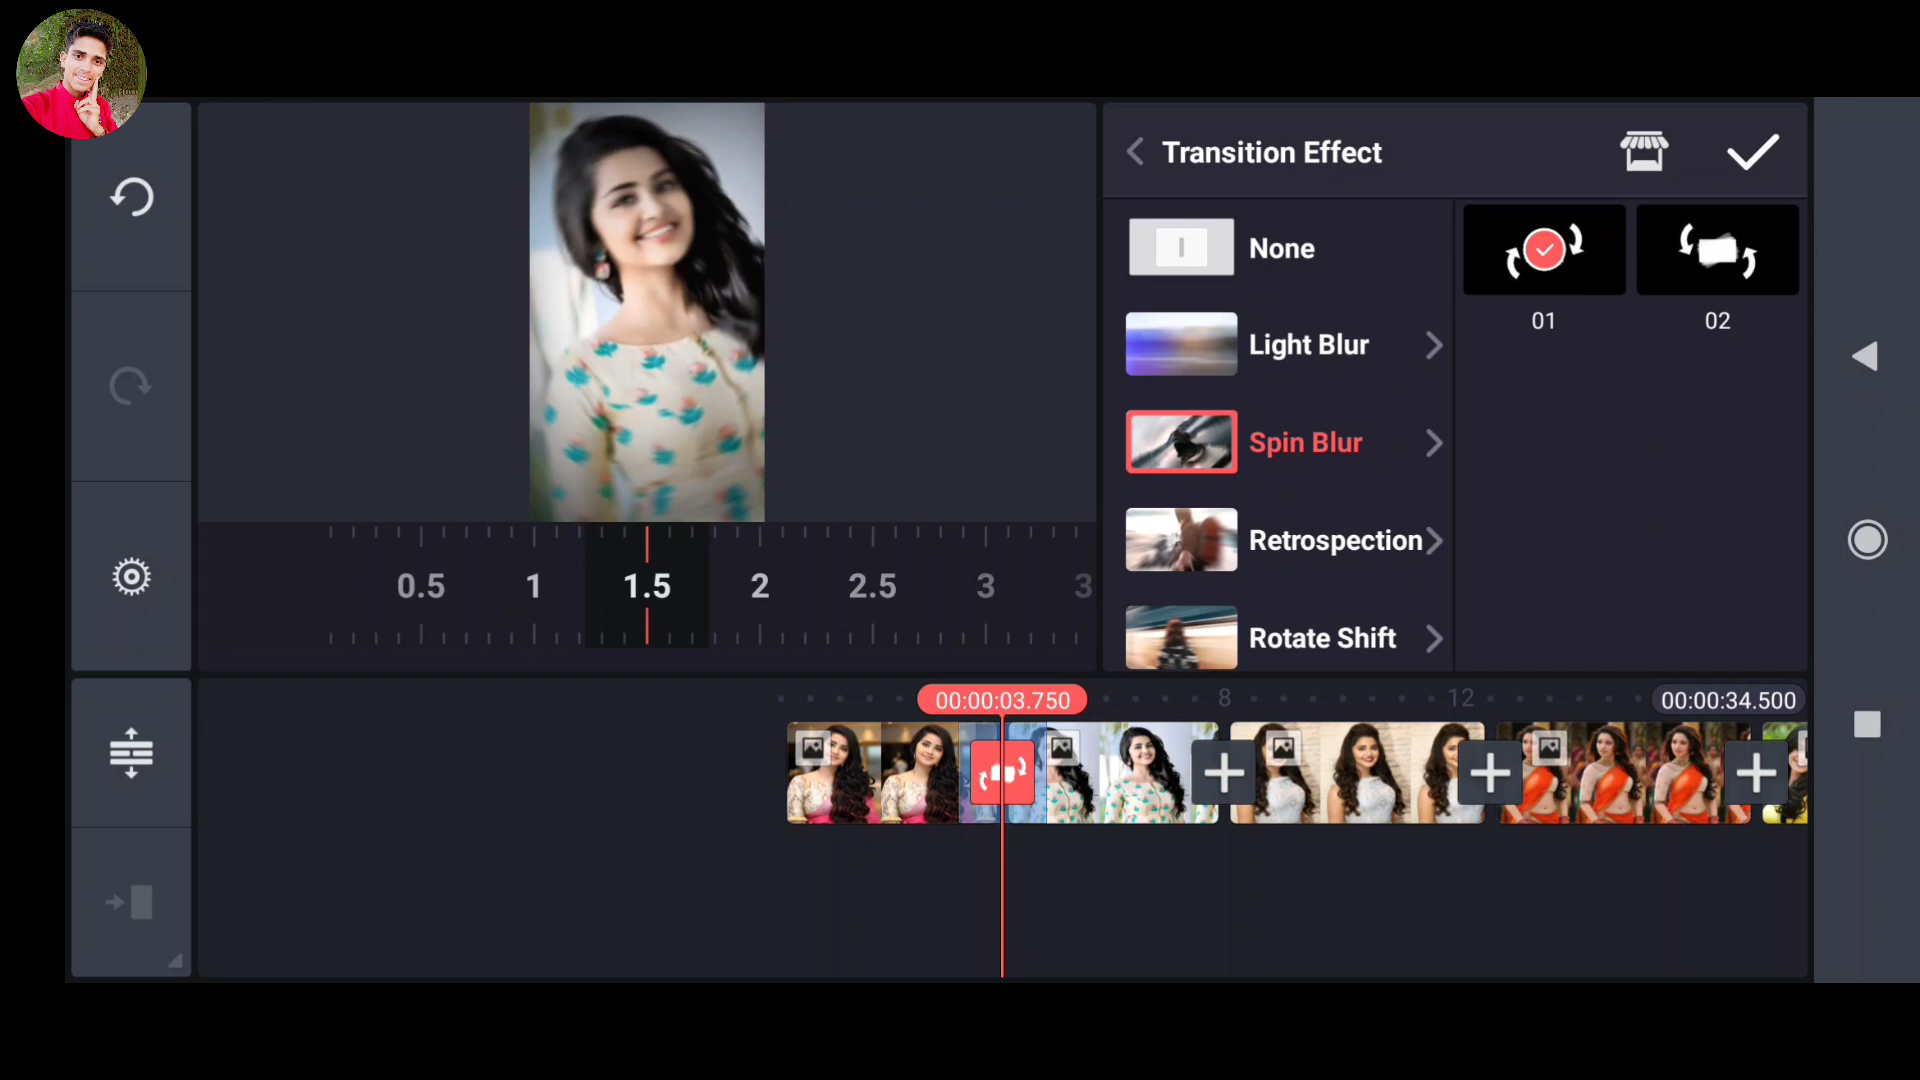 Transition Effect
None
Light Blur
Spin Blur
Retrospection
Rotate Shift
01
02
0.5
1
1.5
2
2.5
3
3
00:00:03.750
8
12
00:00:34.500